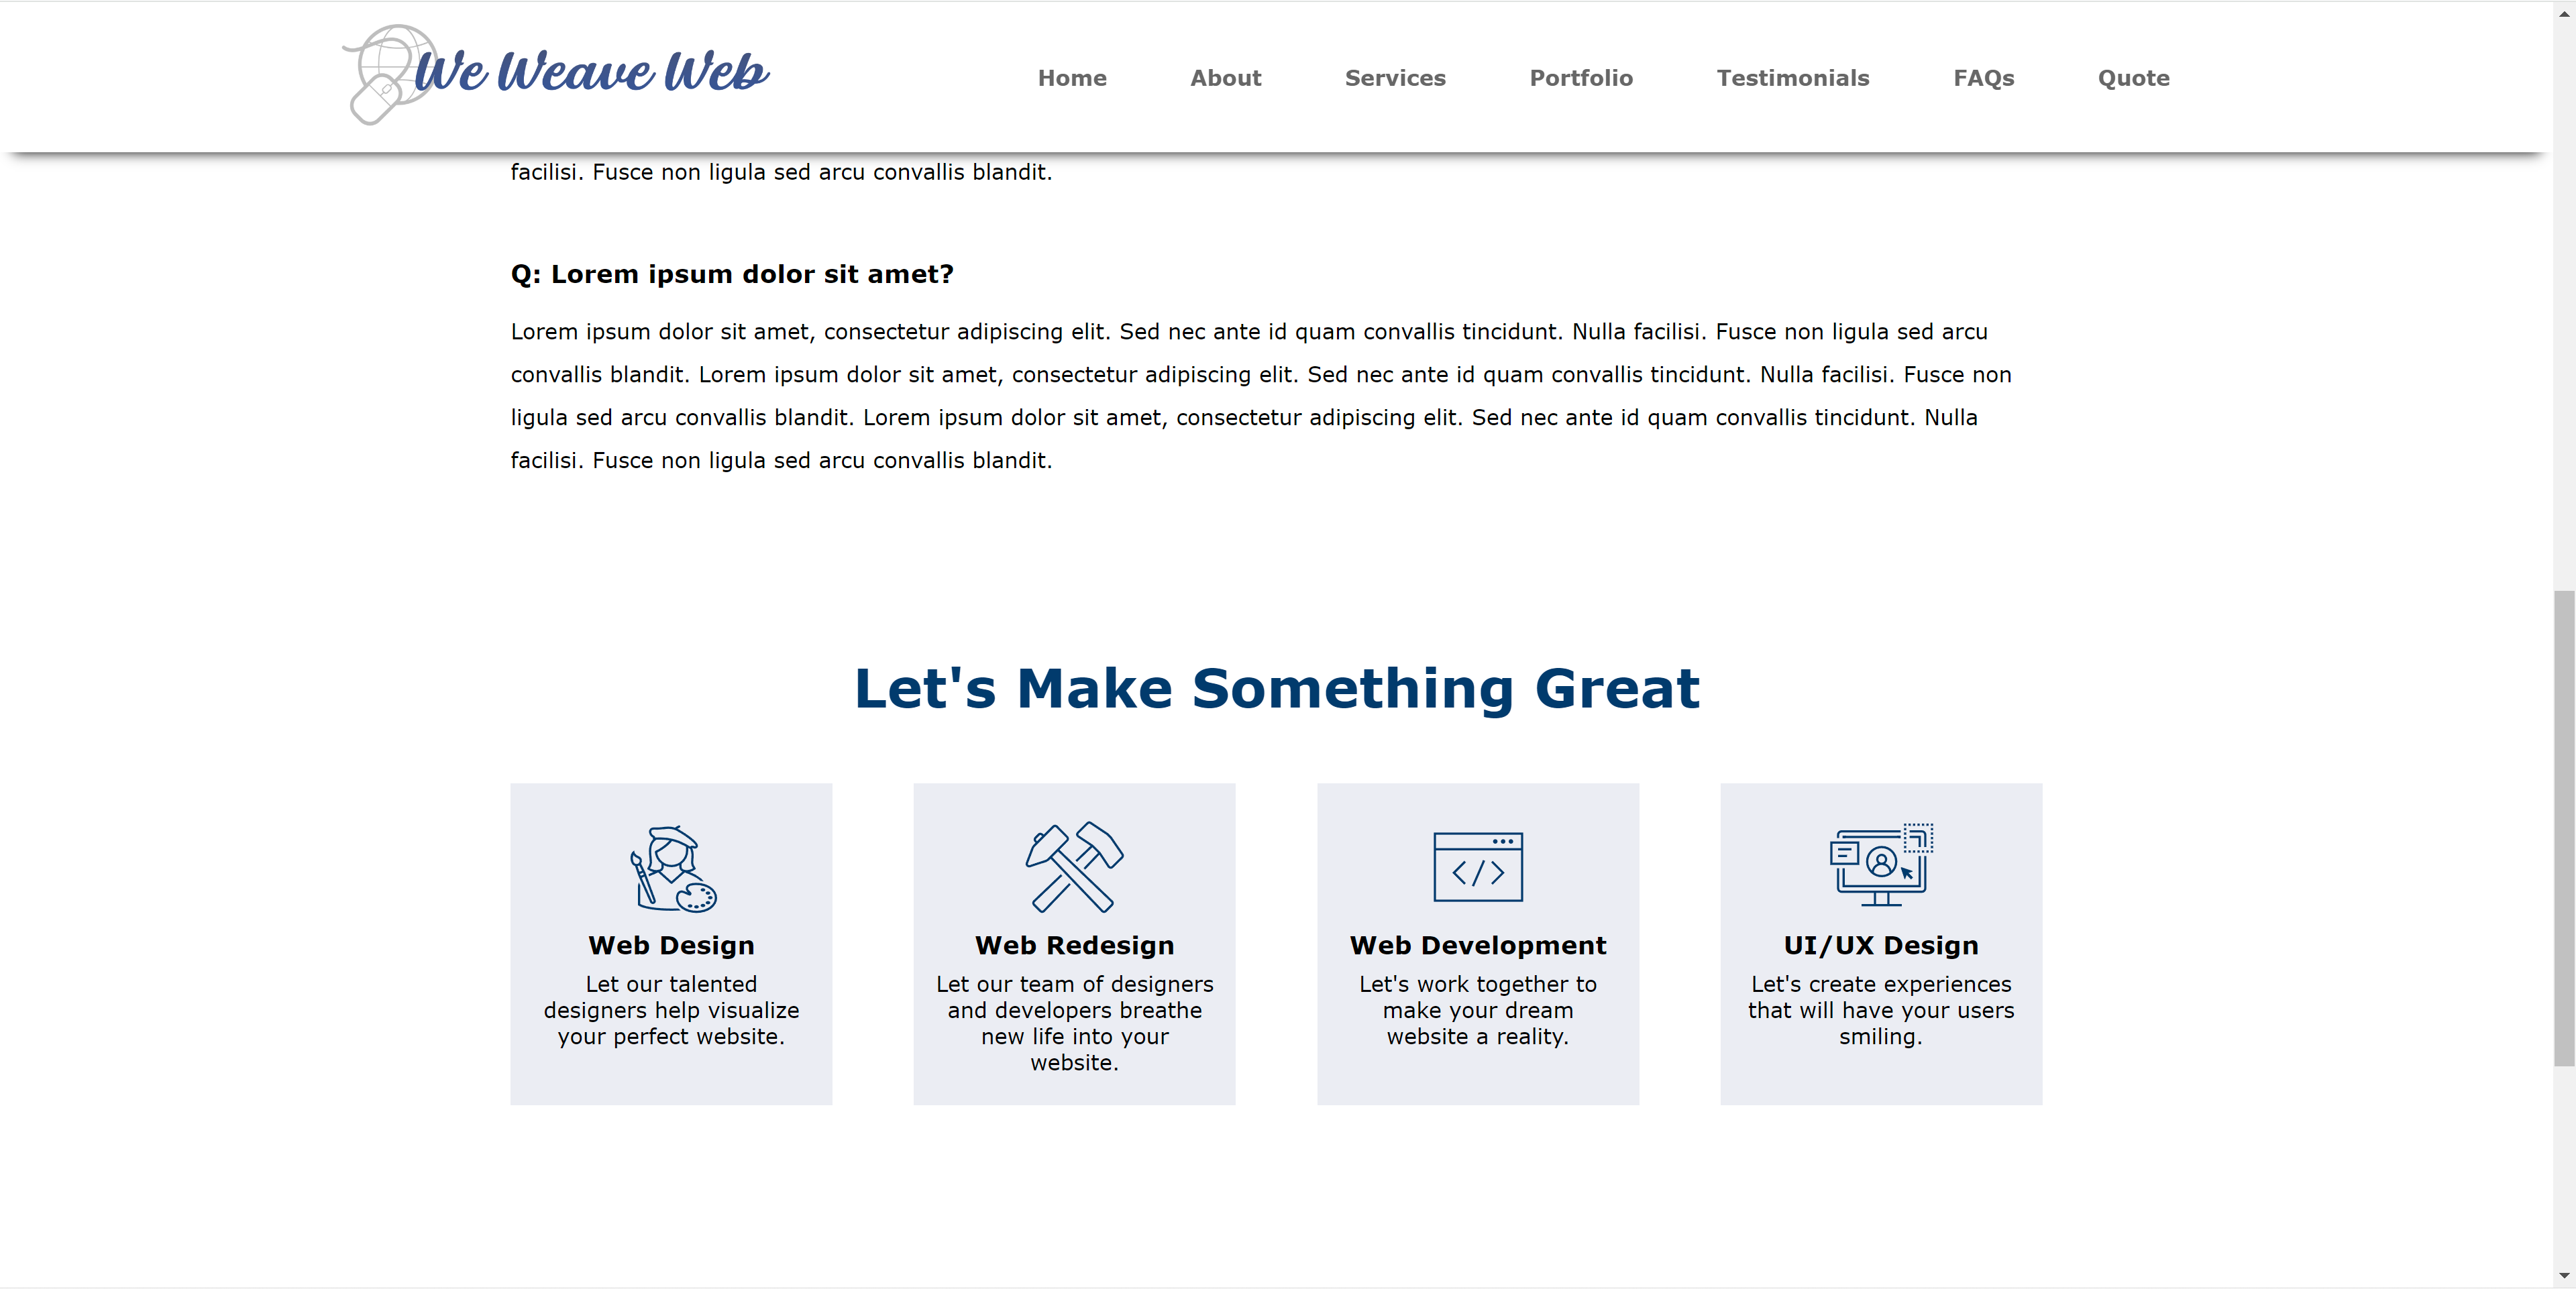 We Weave Web
Home About Services Portfolio Testimonials FAQs Quote
facilisi. Fusce non ligula sed arcu convallis blandit.
Q: Lorem ipsum dolor sit amet?
Lorem ipsum dolor sit amet, consectetur adipiscing elit. Sed nec ante id quam convallis tincidunt. Nulla facilisi. Fusce non ligula sed arcu
convallis blandit. Lorem ipsum dolor sit amet, consectetur adipiscing elit. Sed nec ante id quam convallis tincidunt. Nulla facilisi. Fusce non
ligula sed arcu convallis blandit. Lorem ipsum dolor sit amet, consectetur adipiscing elit. Sed nec ante id quam convallis tincidunt. Nulla
facilisi. Fusce non ligula sed arcu convallis blandit.
Let's Make Something Great
Web Design
Let our talented
designers help visualize
your perfect website.
Web Redesign
Let our team of designers
and developers breathe
new life into your
website.
</>
Web Development
Let's work together to
make your dream
website a reality.
UI/UX Design
Let's create experiences
that will have your users
smiling.